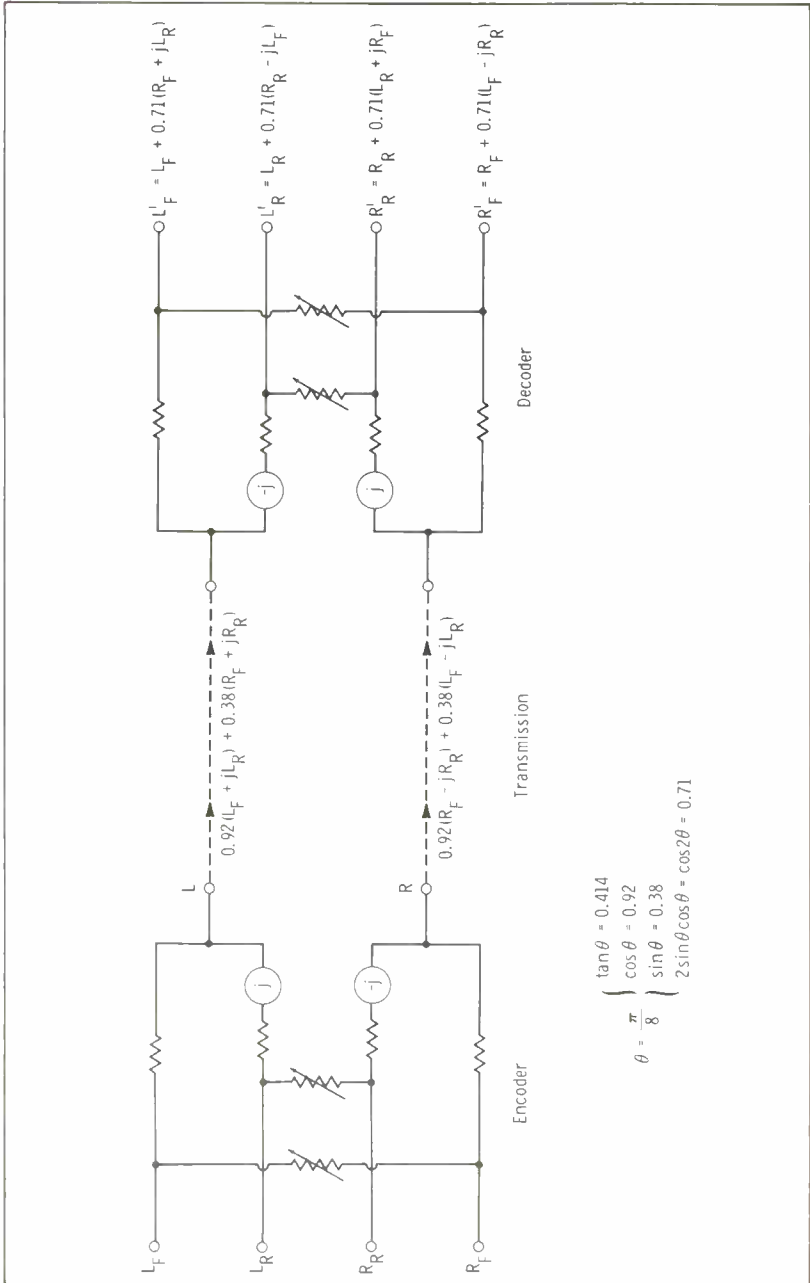 L_F
L_R
R_R
R_F
j
-j
Encoder
L
R
0.92(L_F + jL_R) + 0.38(R_F + jR_R)
0.92(R_F - jR_R) + 0.38(L_F - jL_R)
Transmission
-j
j
Decoder
L'_F = L_F + 0.71(R_F + jL_R)
L'_R = L_R + 0.71(R_R - jL_F)
R'_R = R_R + 0.71(L_R + jR_F)
R'_F = R_F + 0.71(L_F - jR_R)
θ = π/8
tanθ = 0.414
cosθ = 0.92
sinθ = 0.38
2sinθcosθ = cos2θ = 0.71